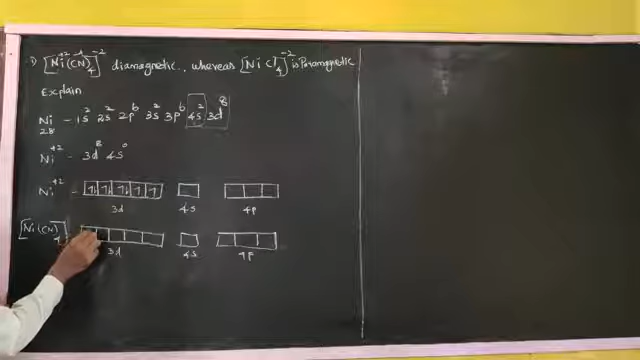 [Ni⁺²(CN)₄⁻¹]⁻² diamagnetic, whereas [NiCl₄]⁻² is Paramagnetic
Explain
Ni₂₈ - 1s² 2s² 2p⁶ 3s² 3p⁶ 4s² 3d⁸
Ni⁺² - 3d⁸ 4s⁰
Ni⁺² - ↿⇂ ↿⇂ ↿⇂ ↿ ↿
3d 4s 4p
[Ni(CN)₄]
3d 4s 4p